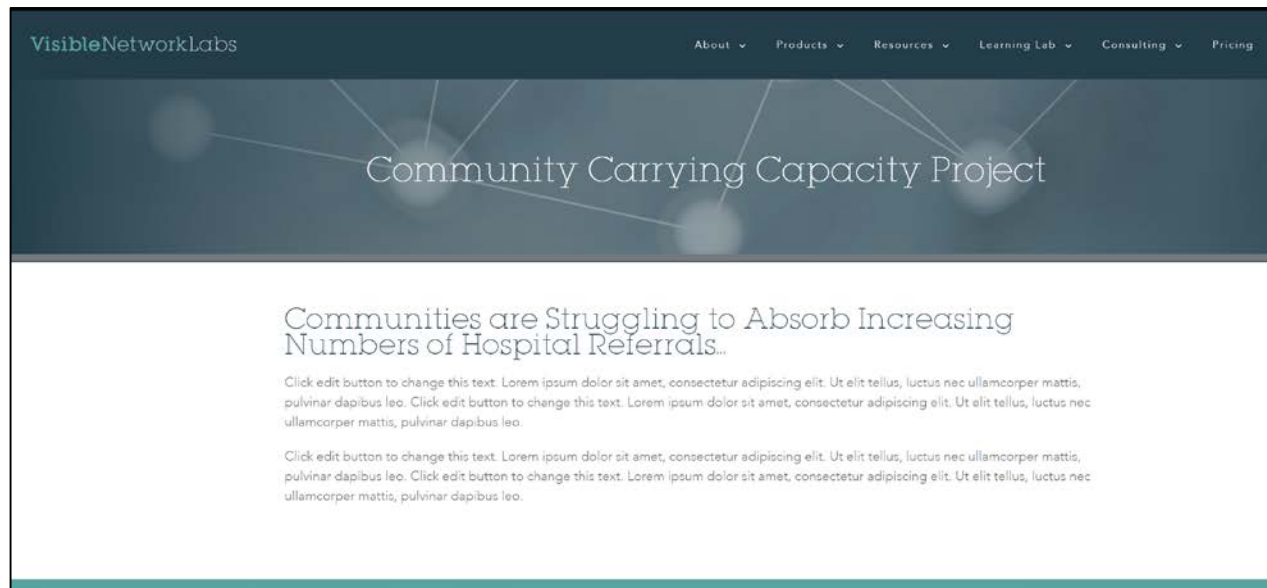 VisibleNetworkLabs
About Products Resources Learning Lab Consulting Pricing
Community Carrying Capacity Project
Communities are Struggling to Absorb Increasing
Numbers of Hospital Referrals...
Click edit button to change this text. Lorem ipsum dolor sit amet, consectetur adipiscing elit. Ut elit tellus, luctus nec ullamcorper mattis,
pulvinar dapibus leo. Click edit button to change this text. Lorem ipsum dolor sit amet, consectetur adipiscing elit. Ut elit tellus, luctus nec
ullamcorper mattis, pulvinar dapibus leo.
Click edit button to change this text. Lorem ipsum dolor sit amet, consectetur adipiscing elit. Ut elit tellus, luctus nec ullamcorper mattis,
pulvinar dapibus leo. Click edit button to change this text. Lorem ipsum dolor sit amet, consectetur adipiscing elit. Ut elit tellus, luctus nec
ullamcorper mattis, pulvinar dapibus leo.